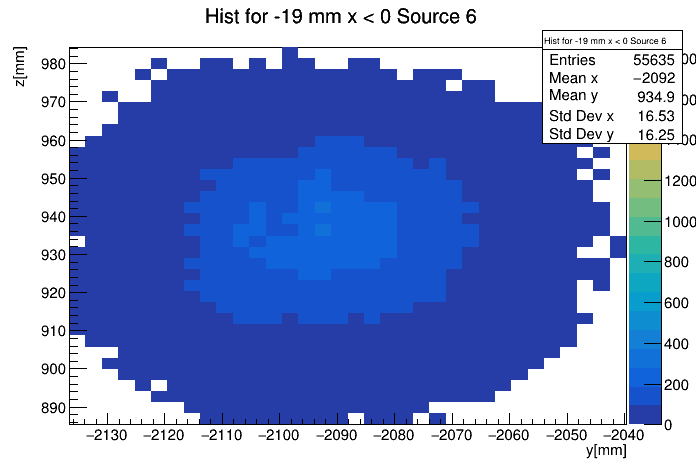 Hist for -19 mm x < 0 Source 6
Hist for -19 mm x < 0 Source 6
Entries 55635
Mean x −2092
Mean y 934.9
Std Dev x 16.53
Std Dev y 16.25
z[mm]
980
970
960
950
940
930
920
910
900
890
−2130 −2120 −2110 −2100 −2090 −2080 −2070 −2060 −2050 −2040
y[mm]
1200
1000
800
600
400
200
0